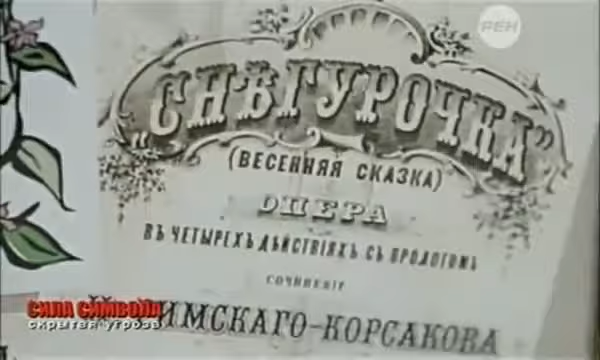 РЕН
„СНѢГУРОЧКА"
(ВЕСЕННЯЯ СКАЗКА)
ОПЕРА
ВЪ ЧЕТЫРЕХЪ ДѢЙСТВІЯХЪ СЪ ПРОЛОГОМЪ
СОЧИНЕНІЕ
СИЛА СИМВОЛА
скрытая угроза
ИМСКАГО-КОРСАКОВА